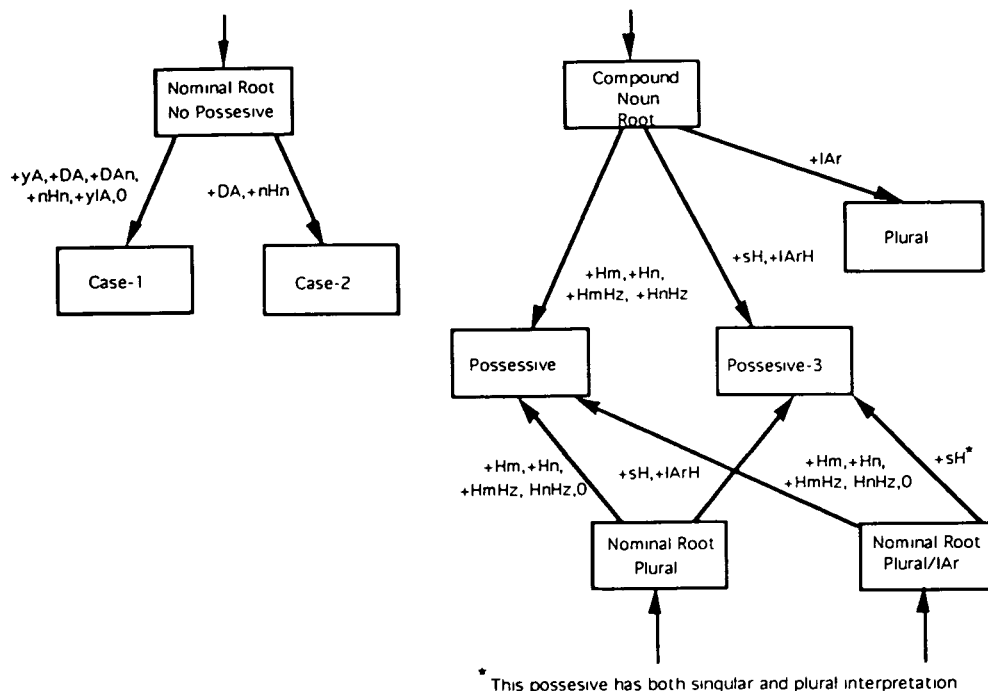 Nominal Root
No Possesive
+yA,+DA,+DAn,
+nHn,+ylA,0
+DA,+nHn
Case-1
Case-2
Compound
Noun
Root
+lAr
Plural
+Hm,+Hn,
+HmHz, +HnHz
+sH,+lArH
Possessive
Possesive-3
+Hm,+Hn,
+HmHz, HnHz,0
+sH,+lArH
+Hm,+Hn,
+HmHz, HnHz,0
+sH*
Nominal Root
Plural
Nominal Root
Plural/lAr
* This possesive has both singular and plural interpretation